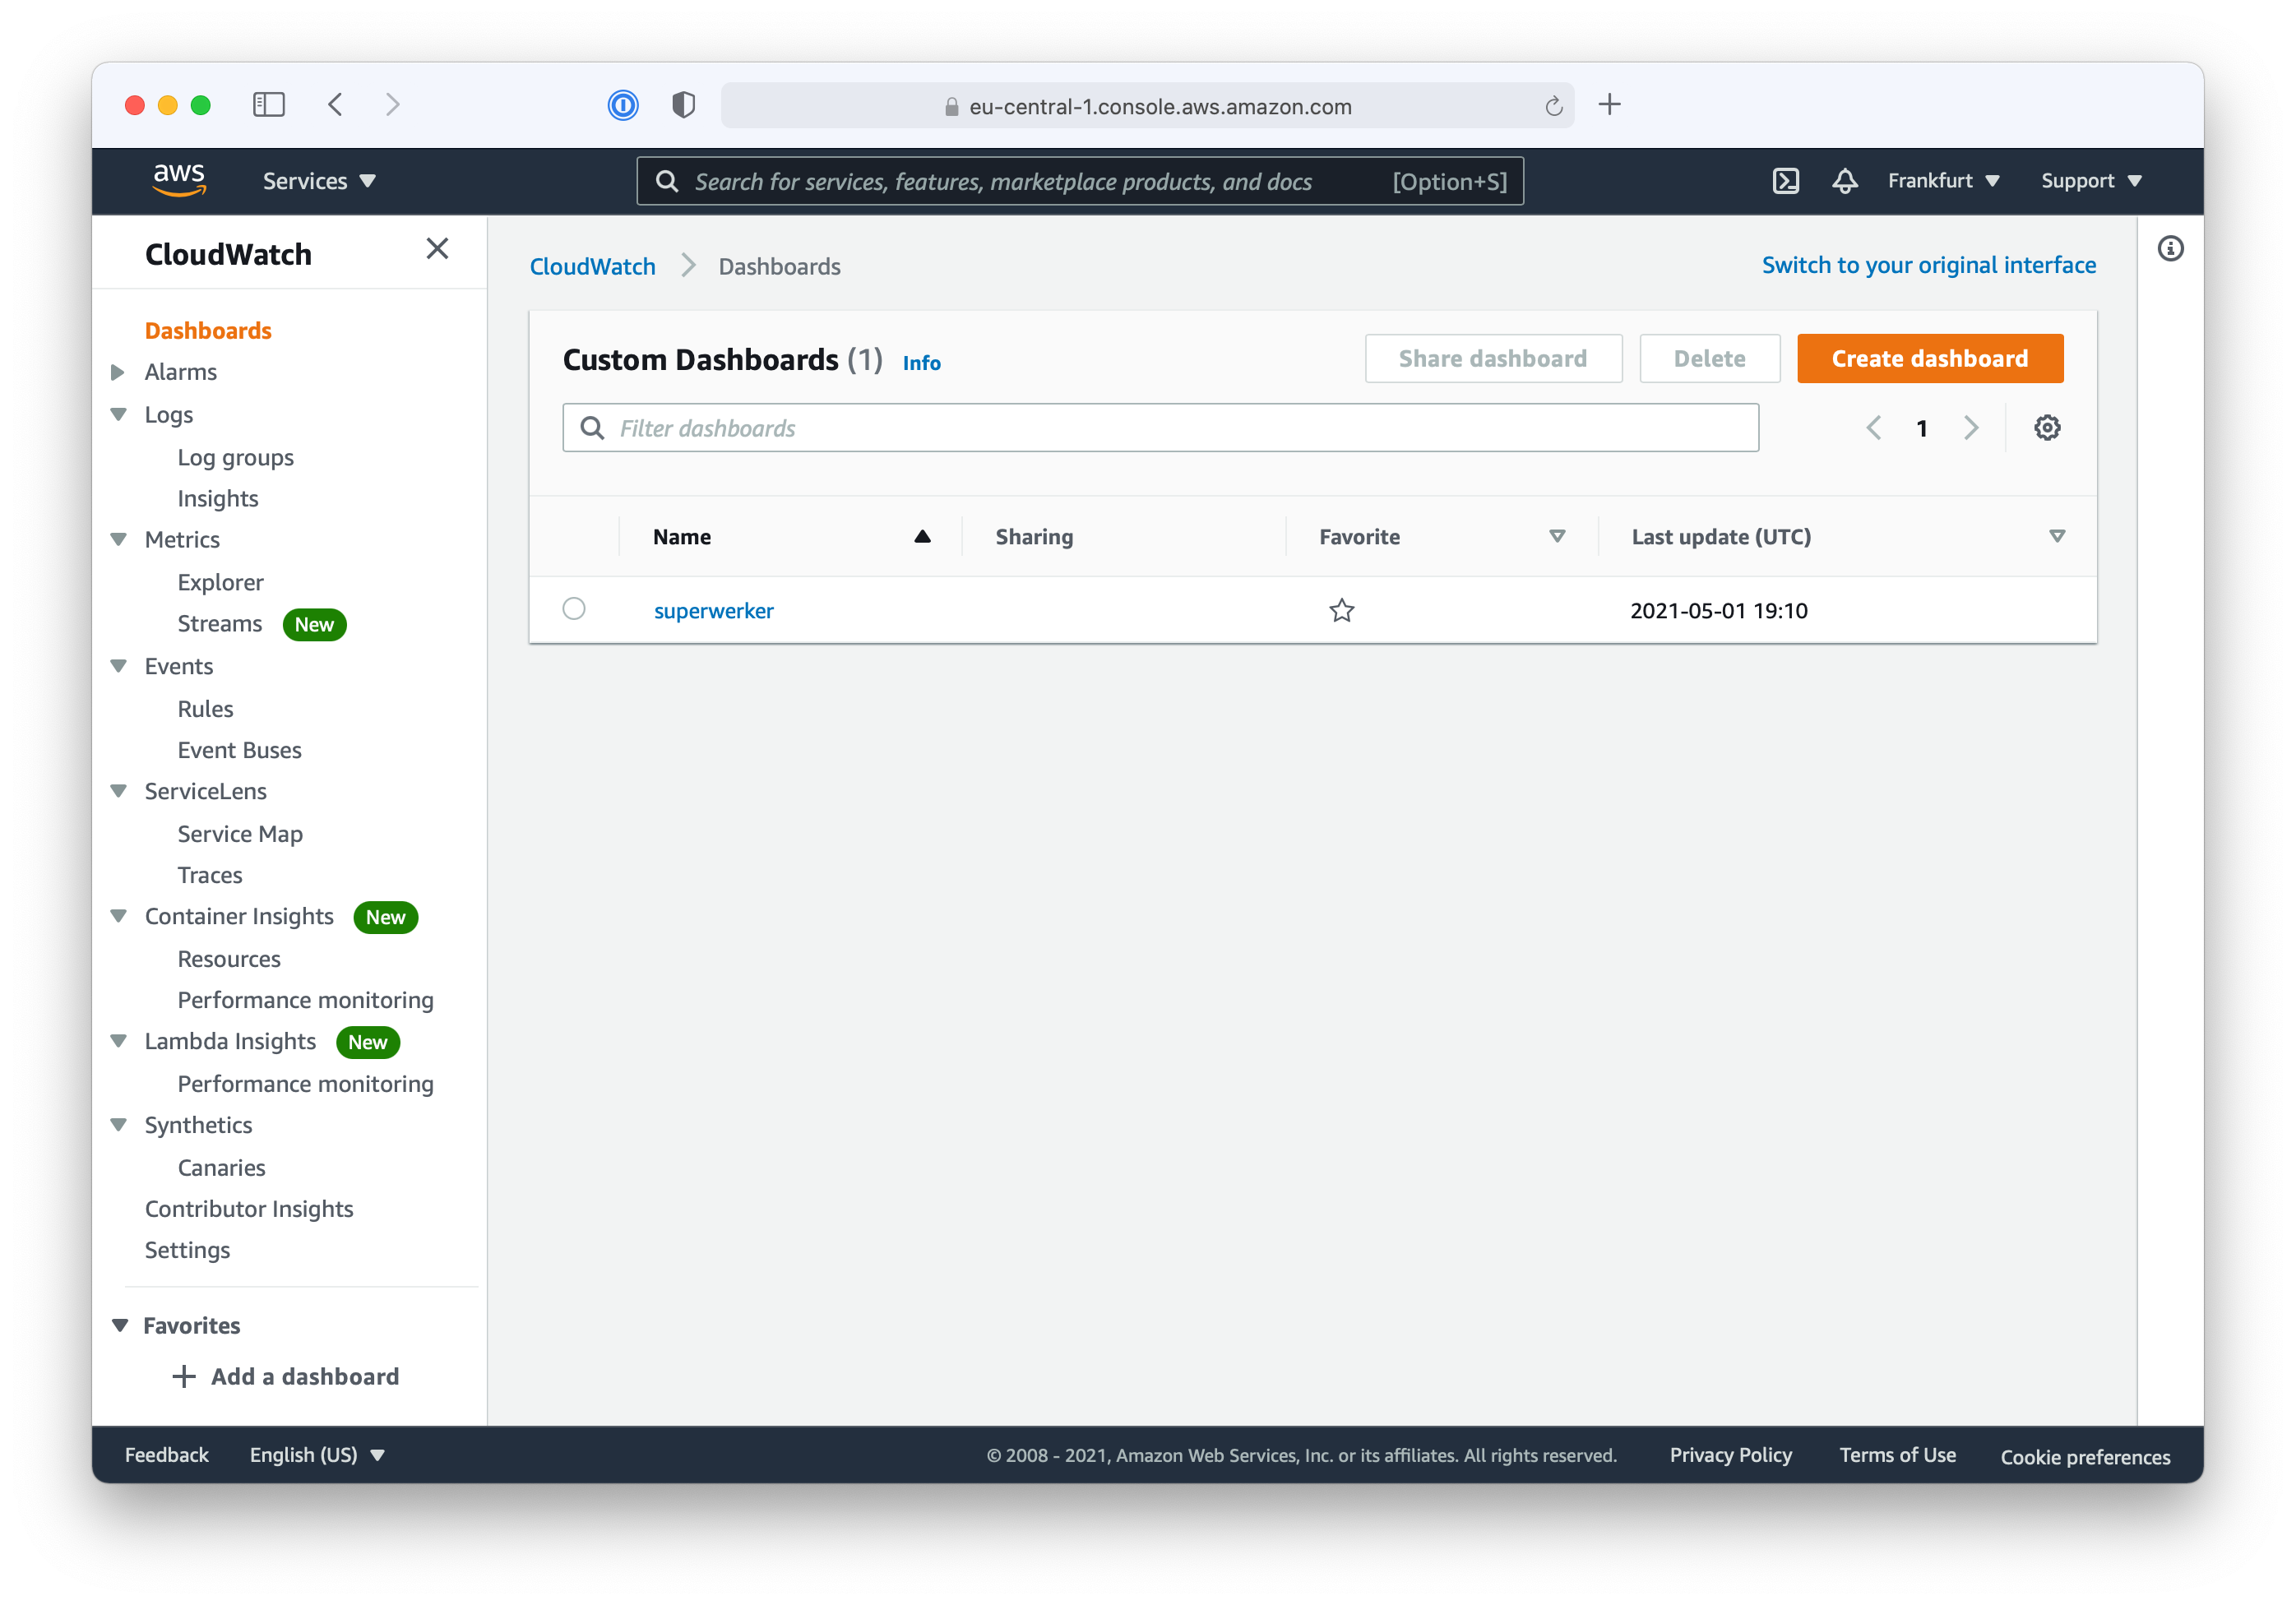 eu-central-1.console.aws.amazon.com
aws
Services
Search for services, features, marketplace products, and docs
[Option+S]
Frankfurt
Support
CloudWatch
Dashboards
Alarms
Logs
Log groups
Insights
Metrics
Explorer
Streams New
Events
Rules
Event Buses
ServiceLens
Service Map
Traces
Container Insights New
Resources
Performance monitoring
Lambda Insights New
Performance monitoring
Synthetics
Canaries
Contributor Insights
Settings
Favorites
Add a dashboard
CloudWatch
Dashboards
Switch to your original interface
Custom Dashboards (1) Info
Share dashboard
Delete
Create dashboard
Filter dashboards
1
Name
Sharing
Favorite
Last update (UTC)
superwerker
2021-05-01 19:10
Feedback
English (US)
© 2008 - 2021, Amazon Web Services, Inc. or its affiliates. All rights reserved.
Privacy Policy
Terms of Use
Cookie preferences